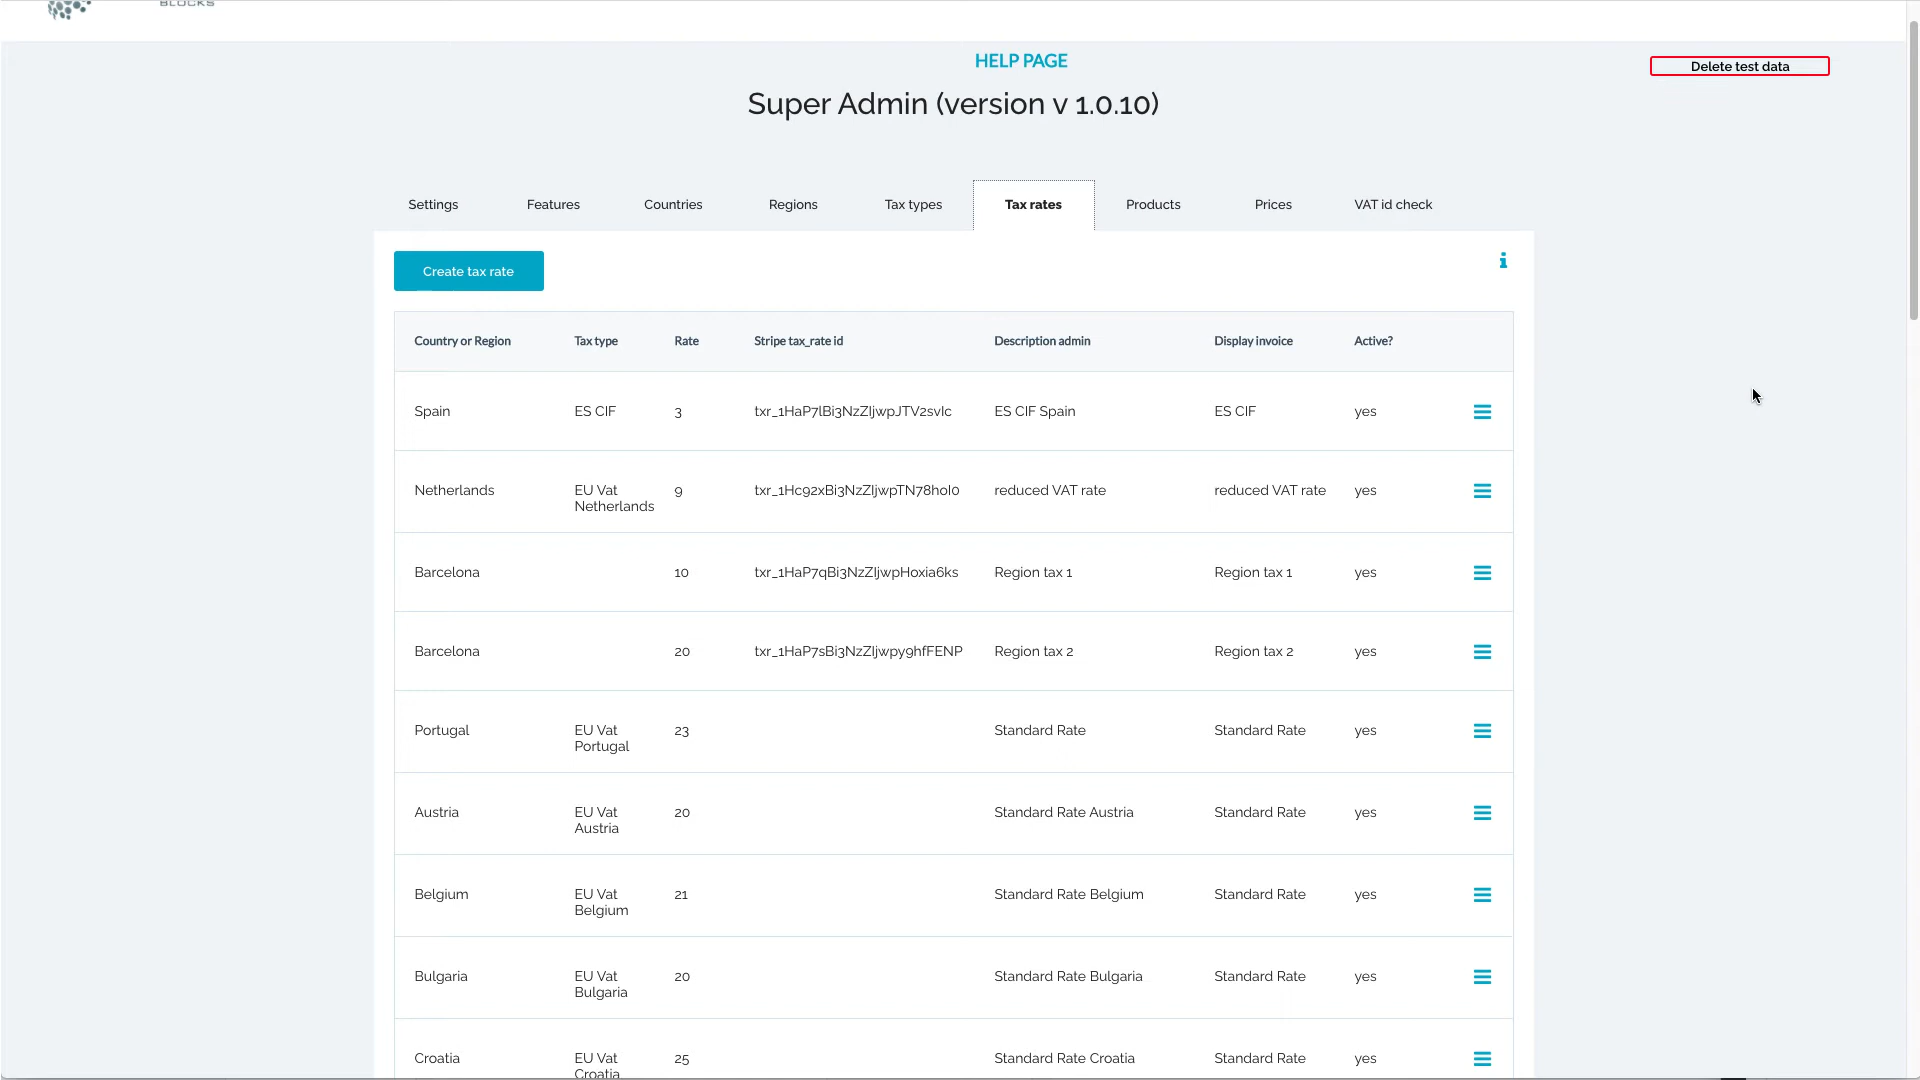 BLOCKS
HELP PAGE
Delete test data
Super Admin (version v 1.0.10)
Settings Features Countries Regions Tax types Tax rates Products Prices VAT id check
Create tax rate
Country or Region Tax type Rate Stripe tax_rate id Description admin Display invoice Active?
Spain ES CIF 3 txr_1HaP7lBi3NzZIjwpJTV2svIc ES CIF Spain ES CIF yes
Netherlands EU Vat 9 txr_1Hc92xBi3NzZIjwpTN78hoI0 reduced VAT rate reduced VAT rate yes
Netherlands
Barcelona 10 txr_1HaP7qBi3NzZIjwpHoxia6ks Region tax 1 Region tax 1 yes
Barcelona 20 txr_1HaP7sBi3NzZIjwpy9hfFENP Region tax 2 Region tax 2 yes
Portugal EU Vat 23 Standard Rate Standard Rate yes
Portugal
Austria EU Vat 20 Standard Rate Austria Standard Rate yes
Austria
Belgium EU Vat 21 Standard Rate Belgium Standard Rate yes
Belgium
Bulgaria EU Vat 20 Standard Rate Bulgaria Standard Rate yes
Bulgaria
Croatia EU Vat 25 Standard Rate Croatia Standard Rate yes
Croatia